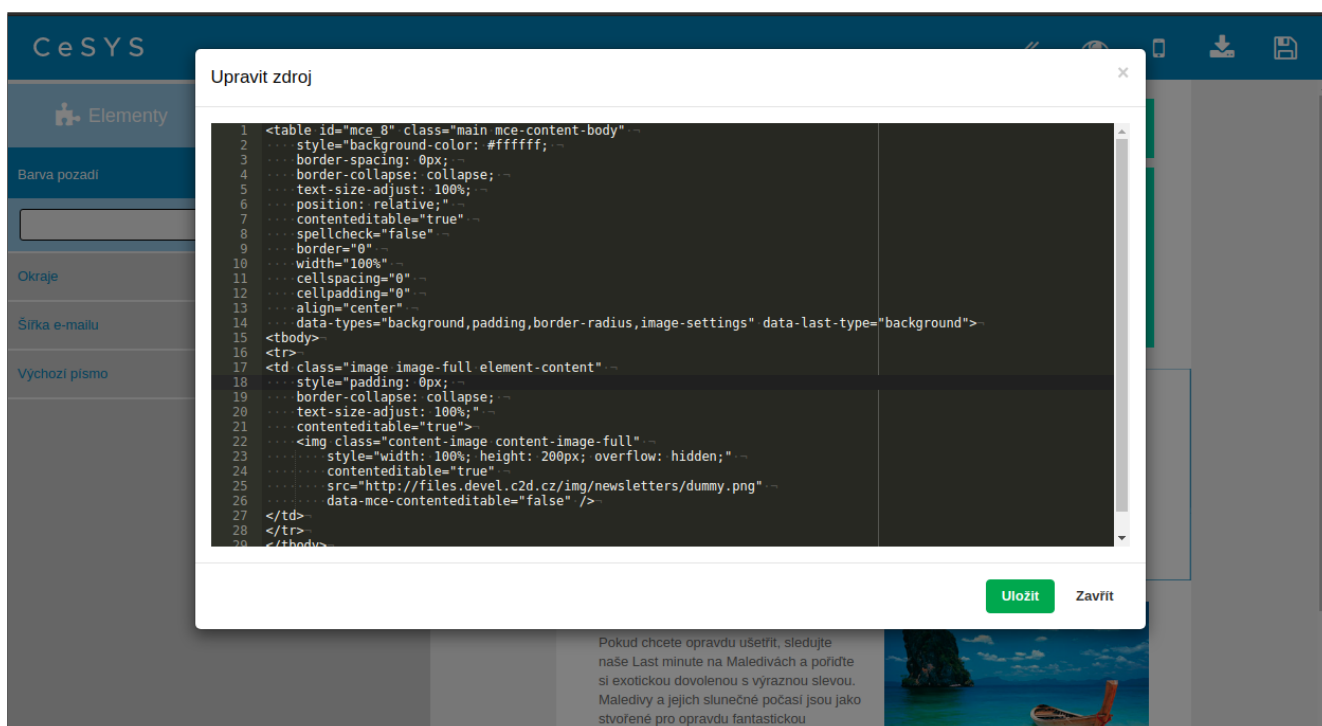 CeSYS
Upravit zdroj
×
Elementy
Barva pozadí
Okraje
Šířka e-mailu
Výchozí písmo
1 <table id="mce_8" class="main mce-content-body"
2 style="background-color: #ffffff;
3 border-spacing: 0px;
4 border-collapse: collapse;
5 text-size-adjust: 100%;
6 position: relative;"
7 contenteditable="true"
8 spellcheck="false"
9 border="0"
10 width="100%"
11 cellspacing="0"
12 cellpadding="0"
13 align="center"
14 data-types="background,padding,border-radius,image-settings" data-last-type="background">
15 <tbody>
16 <tr>
17 <td class="image image-full element-content"
18 style="padding: 0px;
19 border-collapse: collapse;
20 text-size-adjust: 100%;"
21 contenteditable="true">
22 <img class="content-image content-image-full"
23 style="width: 100%; height: 200px; overflow: hidden;"
24 contenteditable="true"
25 src="http://files.devel.c2d.cz/img/newsletters/dummy.png"
26 data-mce-contenteditable="false" />
27 </td>
28 </tr>
29 </tbody>
Uložit
Zavřít
Pokud chcete opravdu ušetřit, sledujte
naše Last minute na Maledivách a pořiďte
si exotickou dovolenou s výraznou slevou.
Maledivy a jejich slunečné počasí jsou jako
stvořené pro opravdu fantastickou